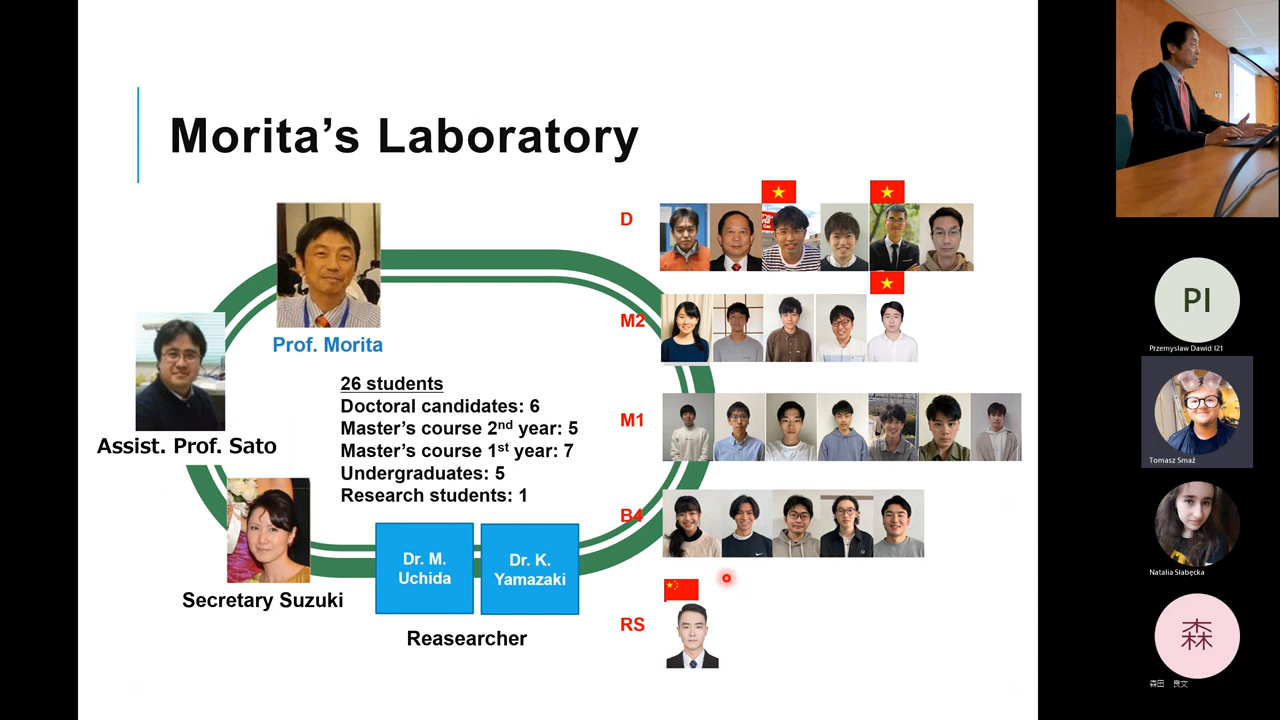 Morita's Laboratory
Prof. Morita
Assist. Prof. Sato
Secretary Suzuki
26 students
Doctoral candidates: 6
Master's course 2nd year: 5
Master's course 1st year: 7
Undergraduates: 5
Research students: 1
Dr. M.
Uchida
Dr. K.
Yamazaki
Reasearcher
D
M2
M1
B4
RS
PI
Przemysław Dawid I21
Tomasz Smaż
Natalia Słabęcka
森
森田 良文